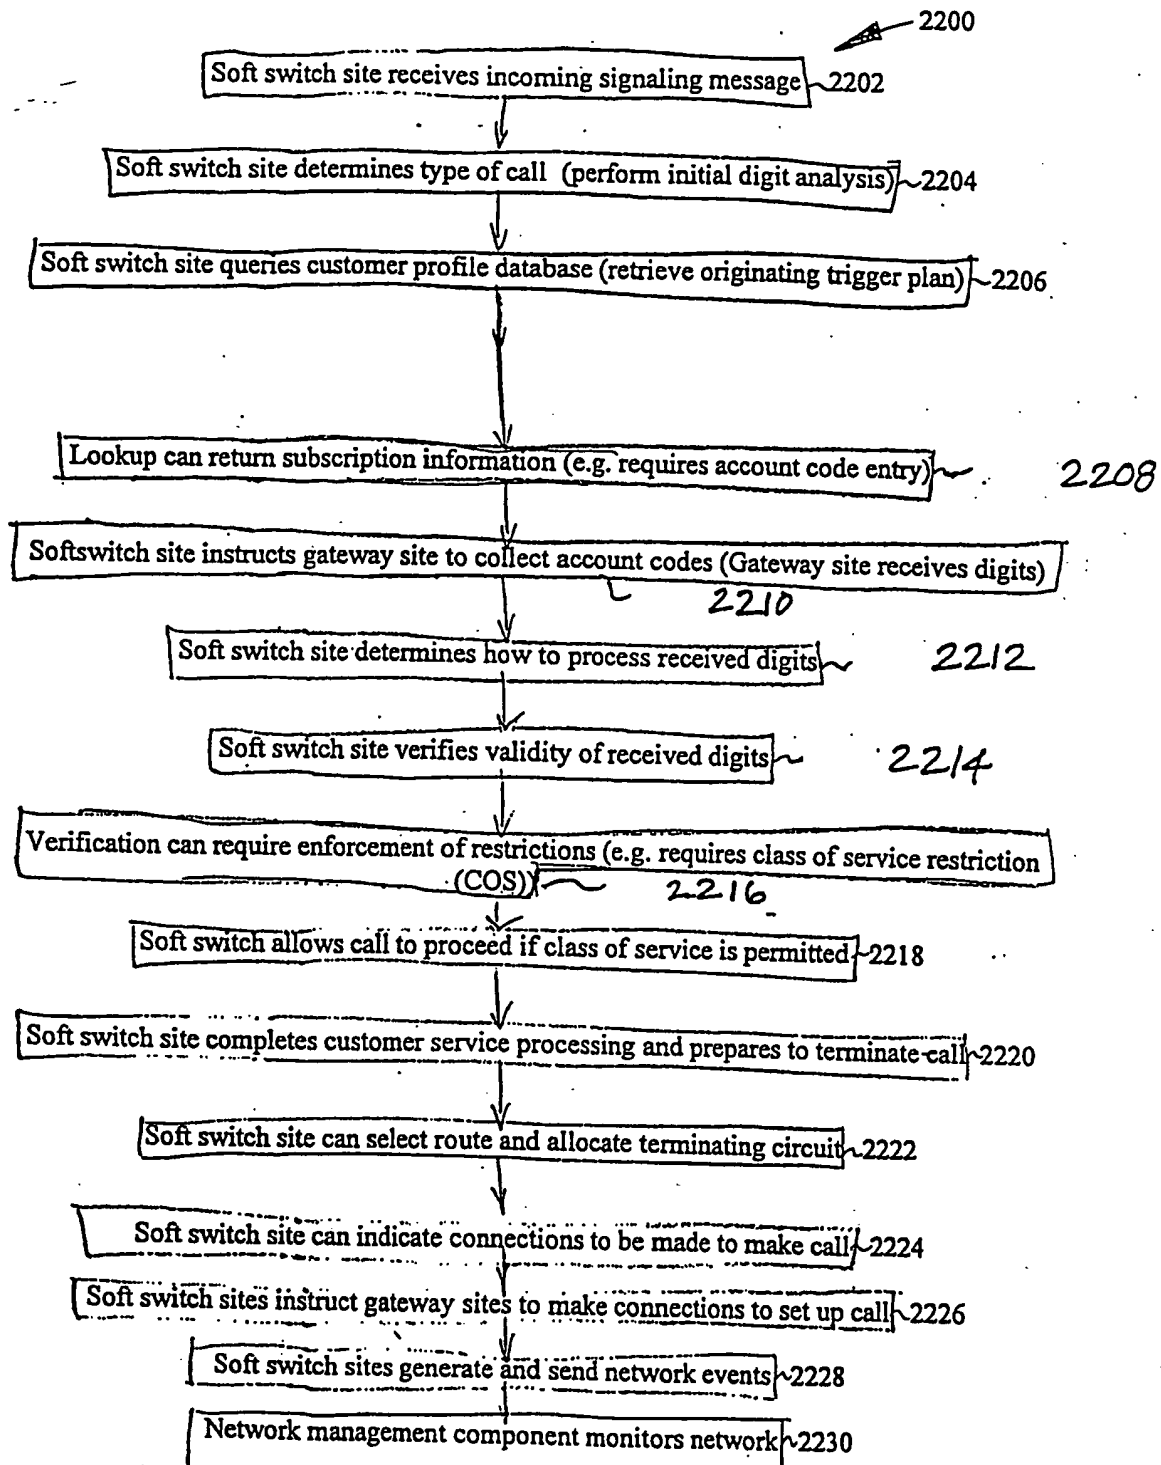 2200
Soft switch site receives incoming signaling message 2202
Soft switch site determines type of call (perform initial digit analysis) 2204
Soft switch site queries customer profile database (retrieve originating trigger plan) 2206
Lookup can return subscription information (e.g. requires account code entry) 2208
Softswitch site instructs gateway site to collect account codes (Gateway site receives digits)
2210
Soft switch site determines how to process received digits 2212
Soft switch site verifies validity of received digits 2214
Verification can require enforcement of restrictions (e.g. requires class of service restriction
(COS)) 2216
Soft switch allows call to proceed if class of service is permitted 2218
Soft switch site completes customer service processing and prepares to terminate call 2220
Soft switch site can select route and allocate terminating circuit 2222
Soft switch site can indicate connections to be made to make call 2224
Soft switch sites instruct gateway sites to make connections to set up call 2226
Soft switch sites generate and send network events 2228
Network management component monitors network 2230